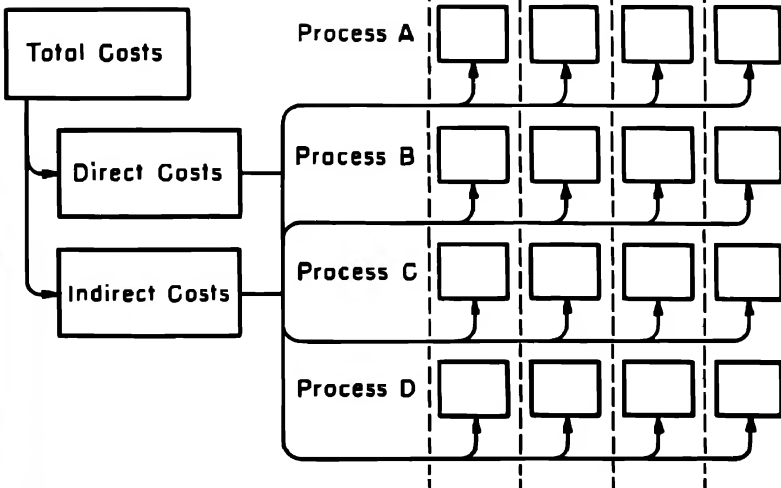 Total Costs
Direct Costs
Indirect Costs
Process A
Process B
Process C
Process D